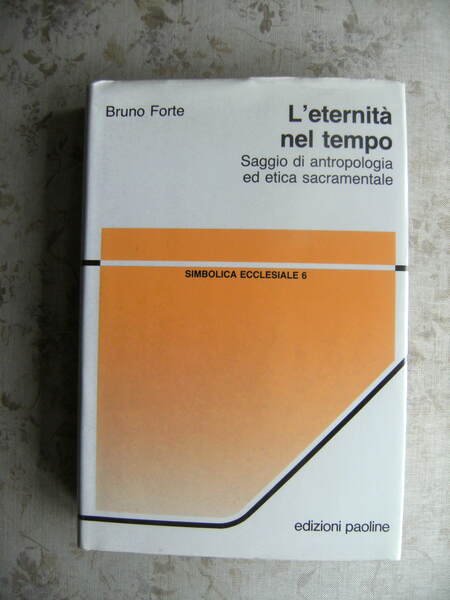 Bruno Forte
L'eternità
nel tempo
Saggio di antropologia
ed etica sacramentale
SIMBOLICA ECCLESIALE 6
edizioni paoline